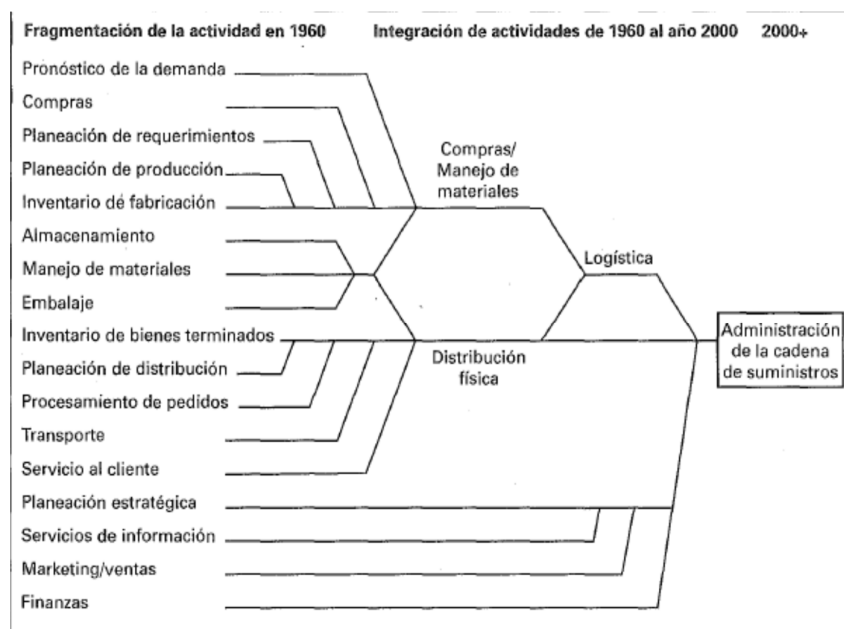 Fragmentación de la actividad en 1960
Integración de actividades de 1960 al año 2000
2000+
Pronóstico de la demanda
Compras
Planeación de requerimientos
Planeación de producción
Inventario de fabricación
Almacenamiento
Manejo de materiales
Embalaje
Inventario de bienes terminados
Planeación de distribución
Procesamiento de pedidos
Transporte
Servicio al cliente
Planeación estratégica
Servicios de información
Marketing/ventas
Finanzas
Compras/
Manejo de
materiales
Distribución
física
Logística
Administración
de la cadena
de suministros